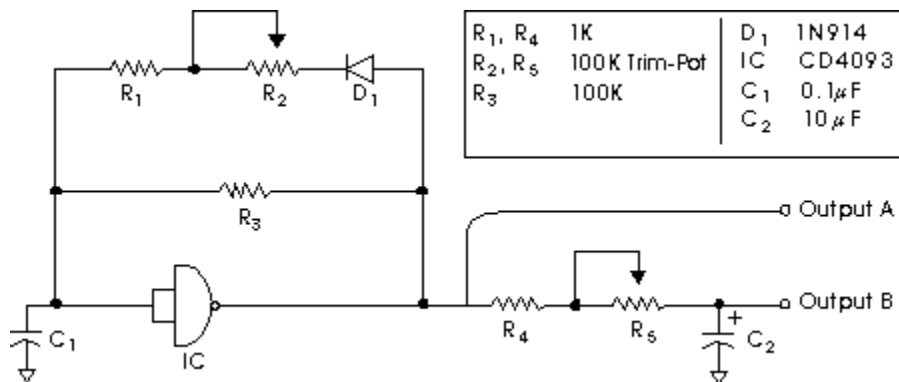 R1, R4 1K
R2, R5 100K Trim-Pot
R3 100K
D1 1N914
IC CD4093
C1 0.1µF
C2 10µF
R1
R2
D1
R3
Output A
Output B
R4
R5
+
C1
IC
C2